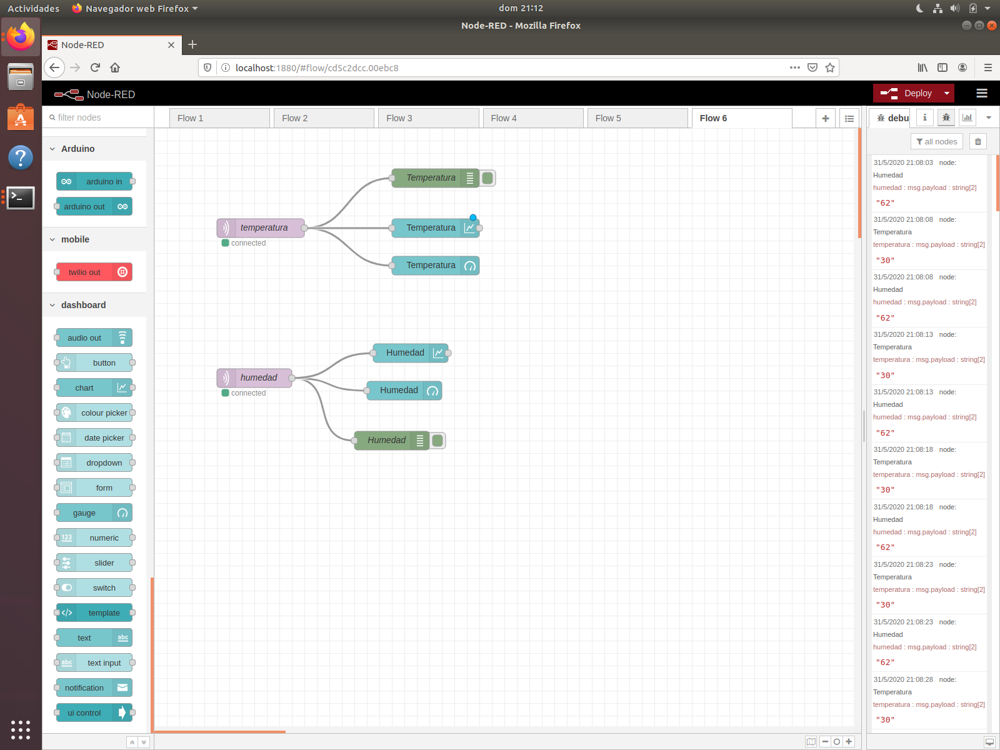 Actividades
Navegador web Firefox
dom 21:12
Node-RED - Mozilla Firefox
Node-RED
localhost:1880/#flow/cd5c2dcc.00ebc8
Node-RED
Deploy
filter nodes
Flow 1
Flow 2
Flow 3
Flow 4
Flow 5
Flow 6
debu
all nodes
Arduino
arduino in
arduino out
mobile
twilio out
dashboard
audio out
button
chart
colour picker
date picker
dropdown
form
gauge
123
numeric
slider
switch
</>
template
text
abc
abc
text input
notification
ui control
temperatura
connected
Temperatura
Temperatura
Temperatura
humedad
connected
Humedad
Humedad
Humedad
31/5/2020 21:08:03 node:
Humedad
humedad : msg.payload : string[2]
"62"
31/5/2020 21:08:08 node:
Temperatura
temperatura : msg.payload : string[2]
"30"
31/5/2020 21:08:08 node:
Humedad
humedad : msg.payload : string[2]
"62"
31/5/2020 21:08:13 node:
Temperatura
temperatura : msg.payload : string[2]
"30"
31/5/2020 21:08:13 node:
Humedad
humedad : msg.payload : string[2]
"62"
31/5/2020 21:08:18 node:
Temperatura
temperatura : msg.payload : string[2]
"30"
31/5/2020 21:08:18 node:
Humedad
humedad : msg.payload : string[2]
"62"
31/5/2020 21:08:23 node:
Temperatura
temperatura : msg.payload : string[2]
"30"
31/5/2020 21:08:23 node:
Humedad
humedad : msg.payload : string[2]
"62"
31/5/2020 21:08:28 node:
Temperatura
temperatura : msg.payload : string[2]
"30"